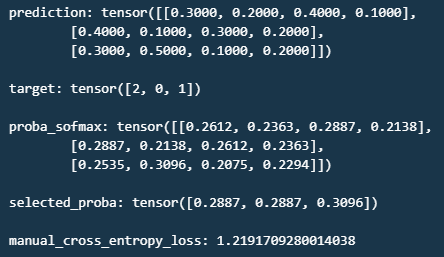 prediction: tensor([[0.3000, 0.2000, 0.4000, 0.1000],
[0.4000, 0.1000, 0.3000, 0.2000],
[0.3000, 0.5000, 0.1000, 0.2000]])
target: tensor([2, 0, 1])
proba_sofmax: tensor([[0.2612, 0.2363, 0.2887, 0.2138],
[0.2887, 0.2138, 0.2612, 0.2363],
[0.2535, 0.3096, 0.2075, 0.2294]])
selected_proba: tensor([0.2887, 0.2887, 0.3096])
manual_cross_entropy_loss: 1.2191709280014038